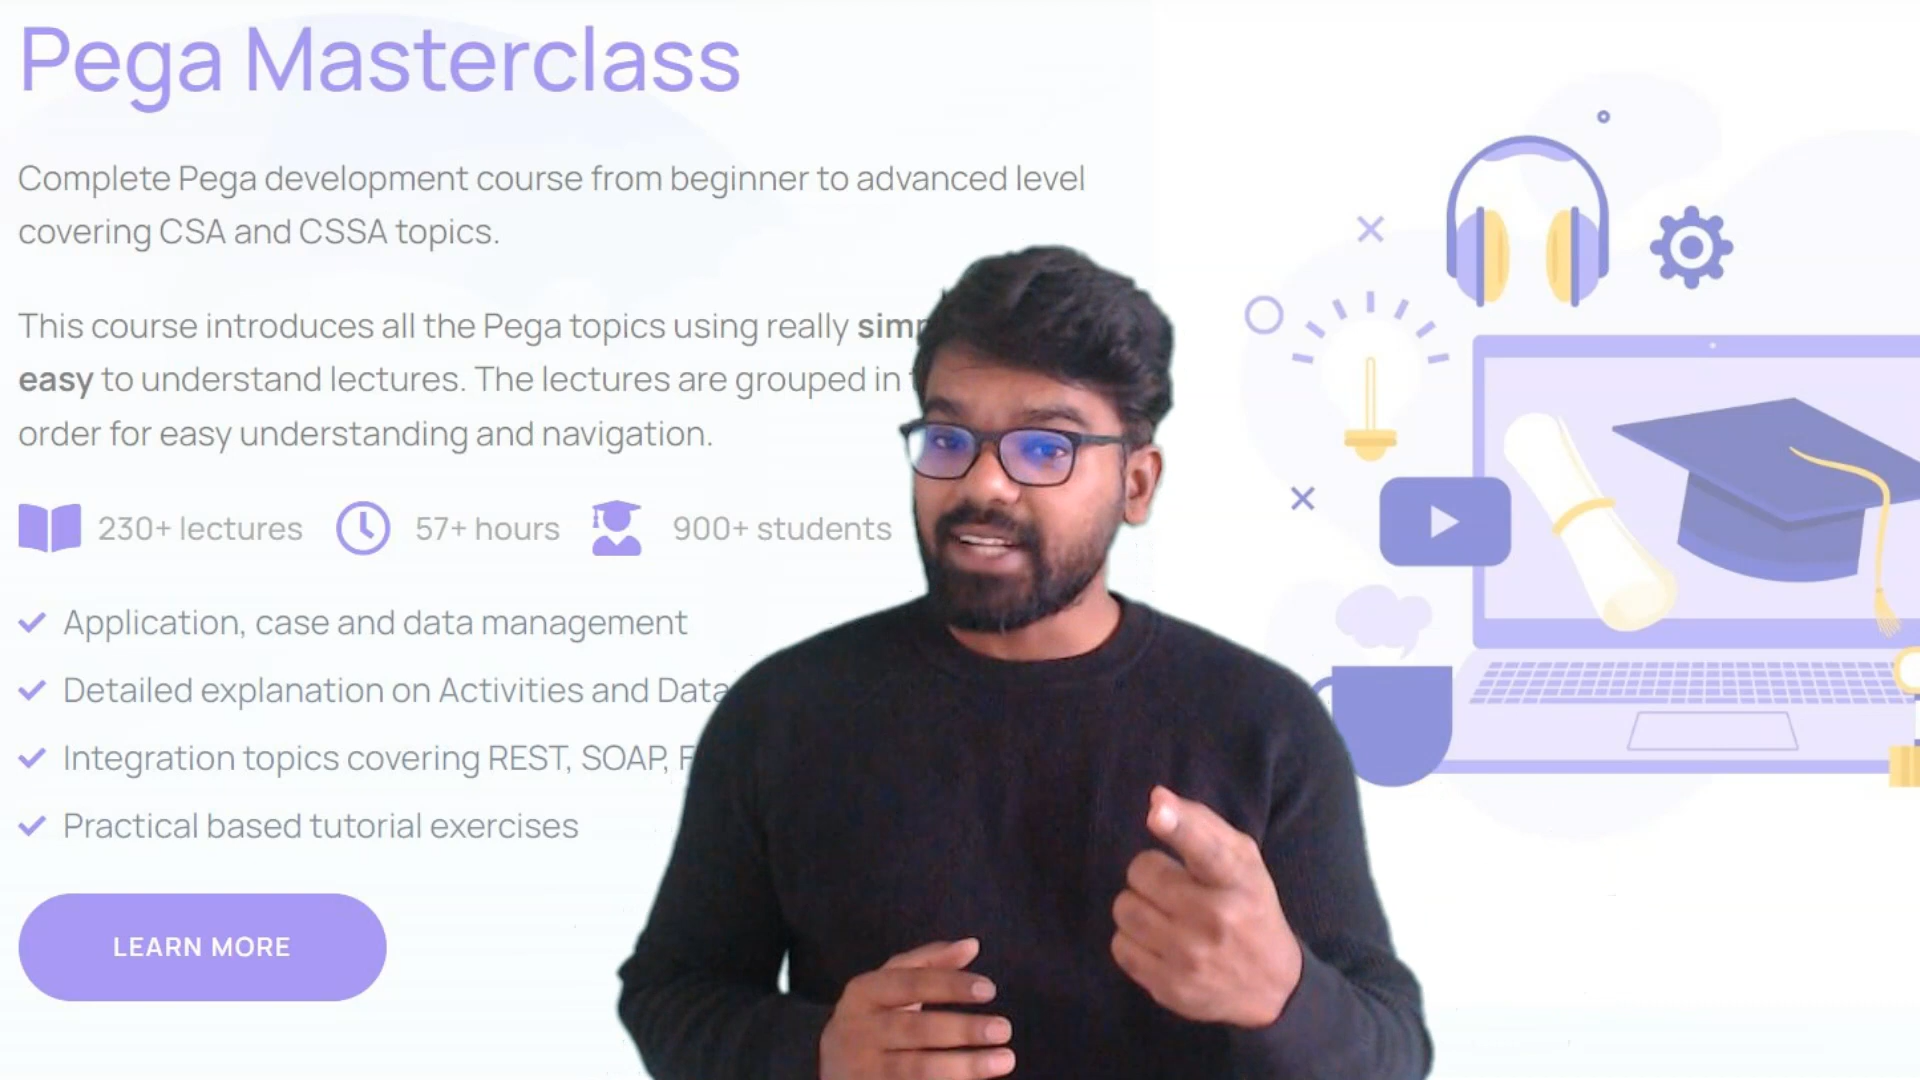 Pega Masterclass
Complete Pega development course from beginner to advanced level
covering CSA and CSSA topics.
This course introduces all the Pega topics using really
easy to understand lectures. The lectures are grouped in
order for easy understanding and navigation.
230+ lectures 57+ hours 900+ students
Application, case and data management
Detailed explanation on Activities and Data
Integration topics covering REST, SOAP,
Practical based tutorial exercises
LEARN MORE